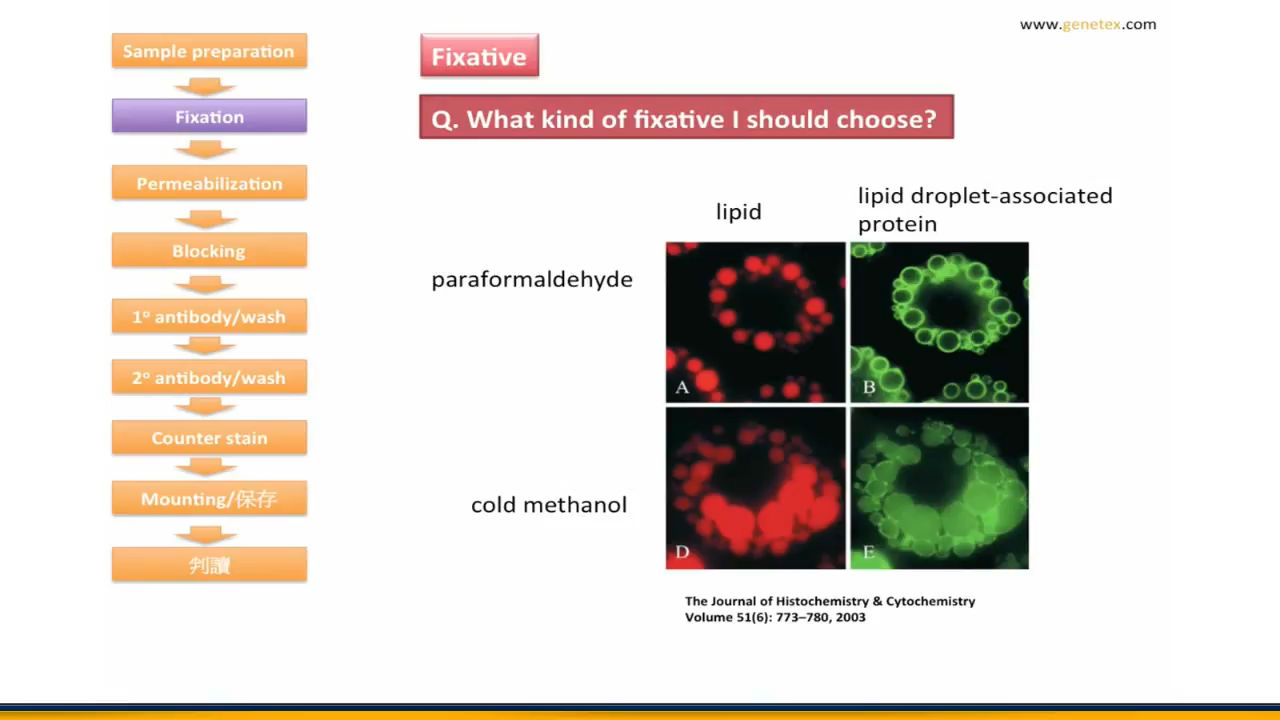 www.genetex.com
Sample preparation
Fixation
Permeabilization
Blocking
1º antibody/wash
2º antibody/wash
Counter stain
Mounting/保存
判讀
Fixative
Q. What kind of fixative I should choose?
lipid
lipid droplet-associated
protein
paraformaldehyde
A
B
cold methanol
D
E
The Journal of Histochemistry & Cytochemistry
Volume 51(6): 773–780, 2003